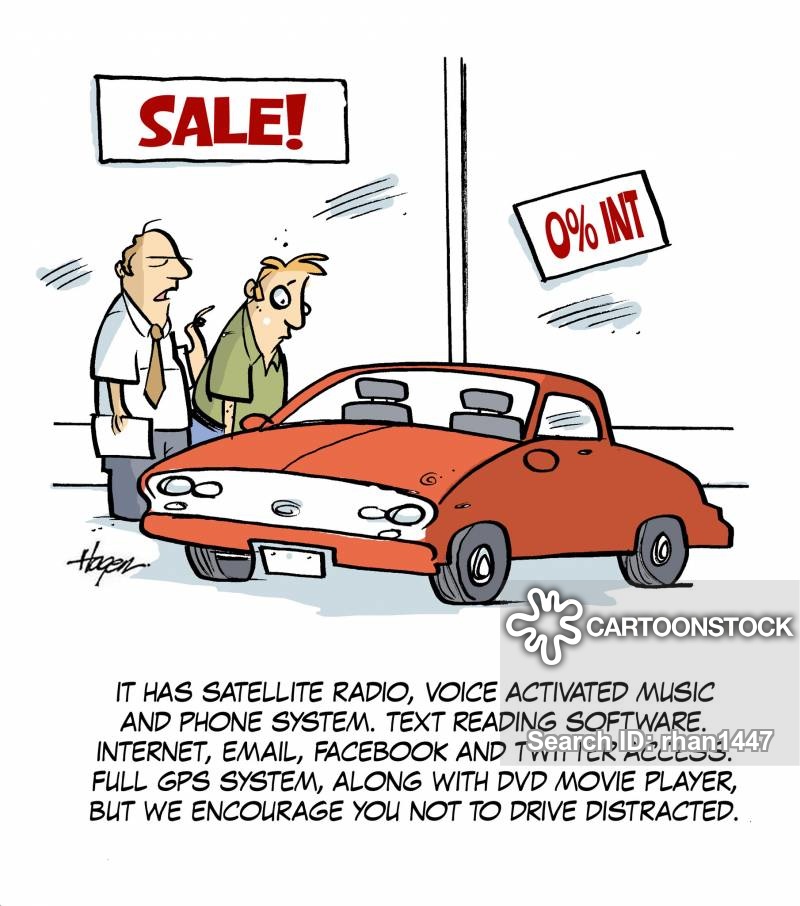 SALE!
0% INT
Hagen
CARTOONSTOCK
Search ID: rhan1447
IT HAS SATELLITE RADIO, VOICE ACTIVATED MUSIC
AND PHONE SYSTEM. TEXT READING SOFTWARE.
INTERNET, EMAIL, FACEBOOK AND TWITTER ACCESS.
FULL GPS SYSTEM, ALONG WITH DVD MOVIE PLAYER,
BUT WE ENCOURAGE YOU NOT TO DRIVE DISTRACTED.